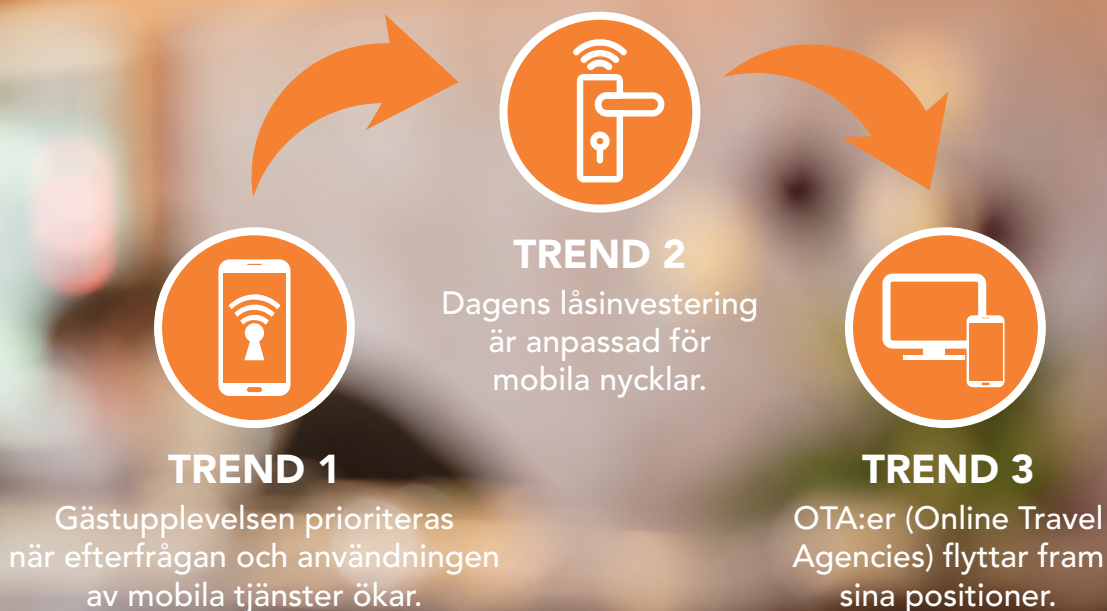 TREND 1
Gästupplevelsen prioriteras
när efterfrågan och användningen
av mobila tjänster ökar.
TREND 2
Dagens låsinvestering
är anpassad för
mobila nycklar.
TREND 3
OTA:er (Online Travel
Agencies) flyttar fram
sina positioner.